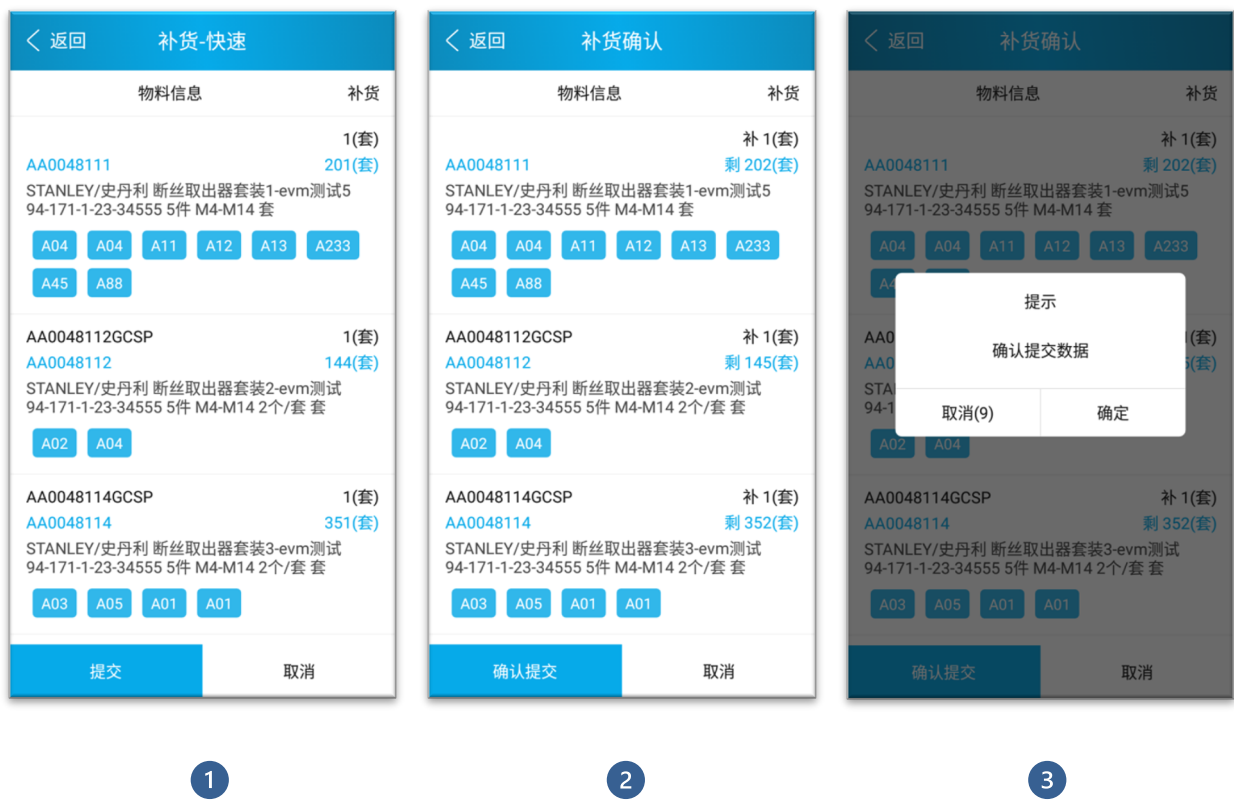 返回 补货-快速
物料信息 补货
1(套)
AA0048111 201(套)
STANLEY/史丹利 断丝取出器套装1-evm测试5
94-171-1-23-34555 5件 M4-M14 套
A04 A04 A11 A12 A13 A233
A45 A88
AA0048112GCSP 1(套)
AA0048112 144(套)
STANLEY/史丹利 断丝取出器套装2-evm测试
94-171-1-23-34555 5件 M4-M14 2个/套 套
A02 A04
AA0048114GCSP 1(套)
AA0048114 351(套)
STANLEY/史丹利 断丝取出器套装3-evm测试
94-171-1-23-34555 5件 M4-M14 2个/套 套
A03 A05 A01 A01
提交 取消
1
返回 补货确认
物料信息 补货
补 1(套)
AA0048111 剩 202(套)
STANLEY/史丹利 断丝取出器套装1-evm测试5
94-171-1-23-34555 5件 M4-M14 套
A04 A04 A11 A12 A13 A233
A45 A88
AA0048112GCSP 补 1(套)
AA0048112 剩 145(套)
STANLEY/史丹利 断丝取出器套装2-evm测试
94-171-1-23-34555 5件 M4-M14 2个/套 套
A02 A04
AA0048114GCSP 补 1(套)
AA0048114 剩 352(套)
STANLEY/史丹利 断丝取出器套装3-evm测试
94-171-1-23-34555 5件 M4-M14 2个/套 套
A03 A05 A01 A01
确认提交 取消
2
返回 补货确认
物料信息 补货
补 1(套)
AA0048111 剩 202(套)
STANLEY/史丹利 断丝取出器套装1-evm测试5
94-171-1-23-34555 5件 M4-M14 套
A04 A04 A11 A12 A13 A233
提示
确认提交数据
取消(9) 确定
A02 A04
AA0048114GCSP 补 1(套)
AA0048114 剩 352(套)
STANLEY/史丹利 断丝取出器套装3-evm测试
94-171-1-23-34555 5件 M4-M14 2个/套 套
A03 A05 A01 A01
确认提交 取消
3